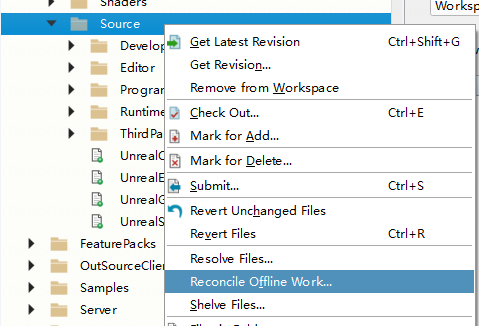 Shaders
Worksp
Source
Develop
Get Latest Revision Ctrl+Shift+G
Editor
Get Revision...
Program
Remove from Workspace
Runtime
Check Out... Ctrl+E
ThirdPa
Mark for Add...
UnrealC
Mark for Delete...
UnrealE
Submit... Ctrl+S
UnrealG
Revert Unchanged Files
UnrealS
Revert Files Ctrl+R
FeaturePacks
Resolve Files...
OutSourceClie
Reconcile Offline Work...
Samples
Shelve Files...
Server